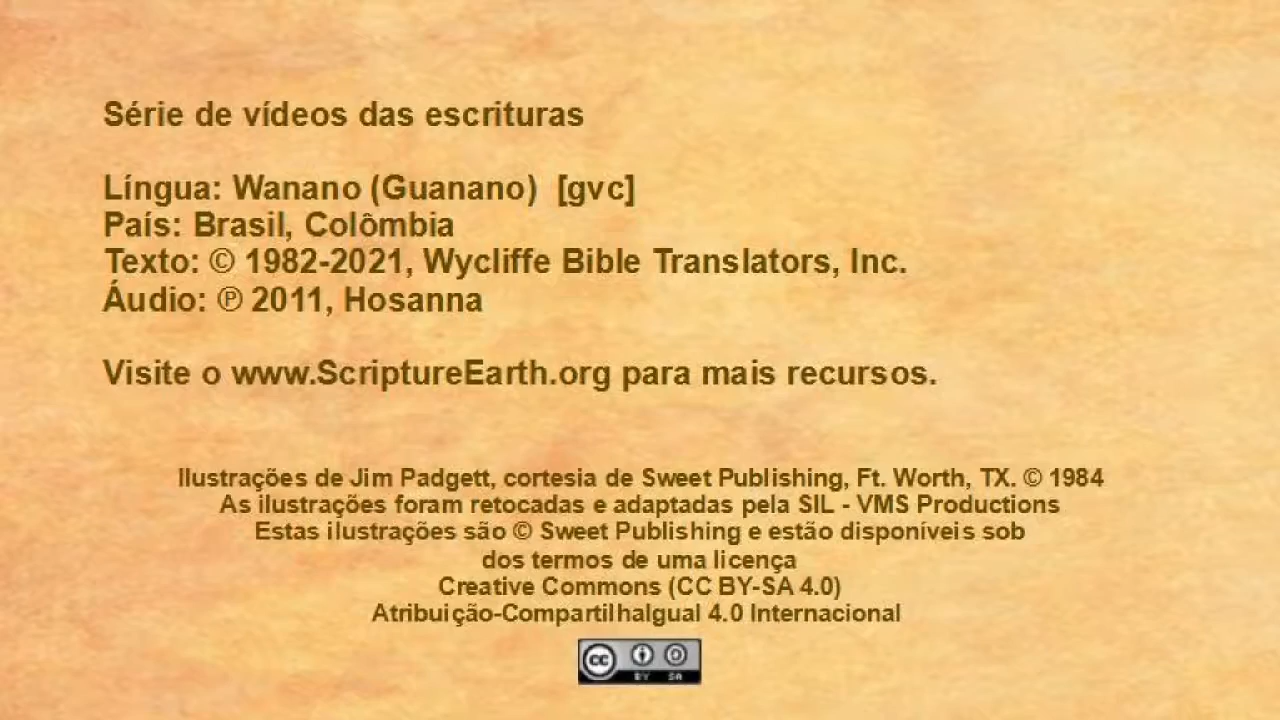 Série de vídeos das escrituras
Língua: Wanano (Guanano) [gvc]
País: Brasil, Colômbia
Texto: © 1982-2021, Wycliffe Bible Translators, Inc.
Áudio: ℗ 2011, Hosanna
Visite o www.ScriptureEarth.org para mais recursos.
Ilustrações de Jim Padgett, cortesia de Sweet Publishing, Ft. Worth, TX. © 1984
As ilustrações foram retocadas e adaptadas pela SIL - VMS Productions
Estas ilustrações são © Sweet Publishing e estão disponíveis sob
dos termos de uma licença
Creative Commons (CC BY-SA 4.0)
Atribuição-CompartilhaIgual 4.0 Internacional
cc BY SA